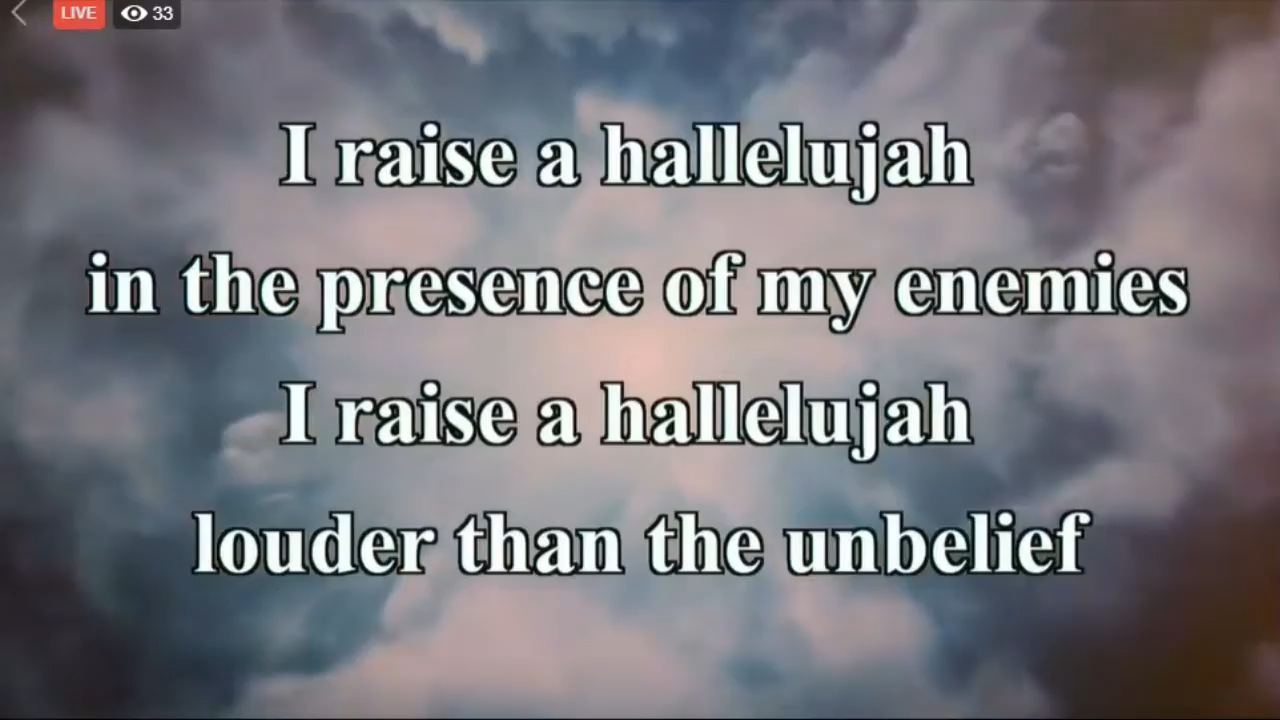 LIVE 33
I raise a hallelujah
in the presence of my enemies
I raise a hallelujah
louder than the unbelief